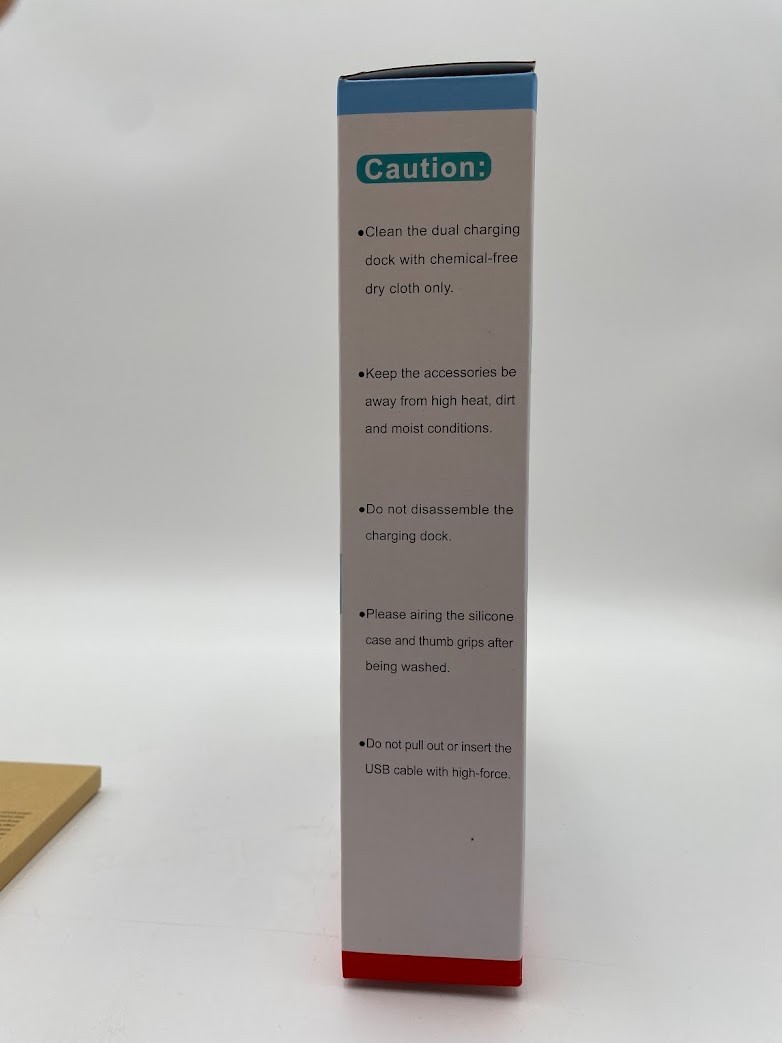 Caution:
●Clean the dual charging
dock with chemical-free
dry cloth only.
●Keep the accessories be
away from high heat, dirt
and moist conditions.
●Do not disassemble the
charging dock.
●Please airing the silicone
case and thumb grips after
being washed.
●Do not pull out or insert the
USB cable with high-force.